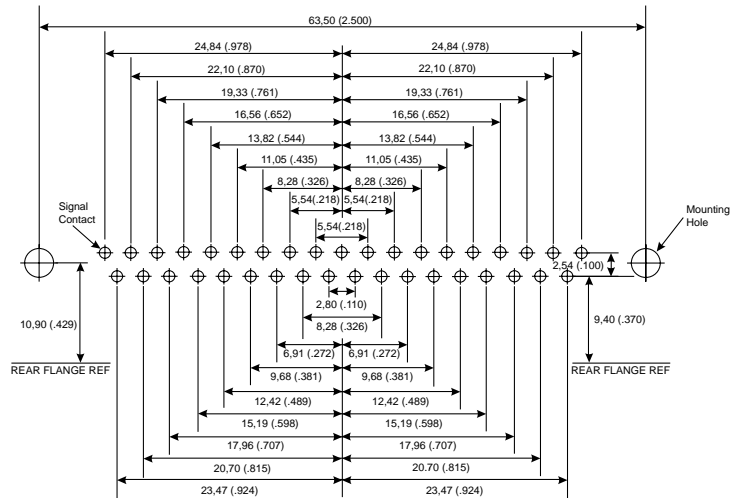 63,50 (2.500)
24,84 (.978) 24,84 (.978)
22,10 (.870) 22,10 (.870)
19,33 (.761) 19,33 (.761)
16,56 (.652) 16,56 (.652)
13,82 (.544) 13,82 (.544)
11,05 (.435) 11,05 (.435)
8,28 (.326) 8,28 (.326)
5,54(.218) 5,54(.218)
Signal
Contact
Mounting
Hole
5,54(.218)
2,54 (.100)
2,80 (.110)
10,90 (.429)
9,40 (.370)
8,28 (.326)
6,91 (.272) 6,91 (.272)
REAR FLANGE REF REAR FLANGE REF
9,68 (.381) 9,68 (.381)
12,42 (.489) 12,42 (.489)
15,19 (.598) 15,19 (.598)
17,96 (.707) 17,96 (.707)
20,70 (.815) 20.70 (.815)
23,47 (.924) 23,47 (.924)